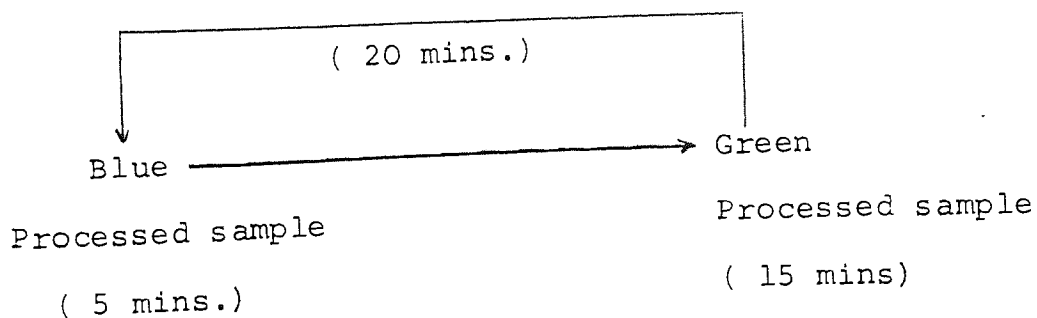 ( 20 mins.)
Blue
Green
Processed sample
( 5 mins.)
Processed sample
( 15 mins)